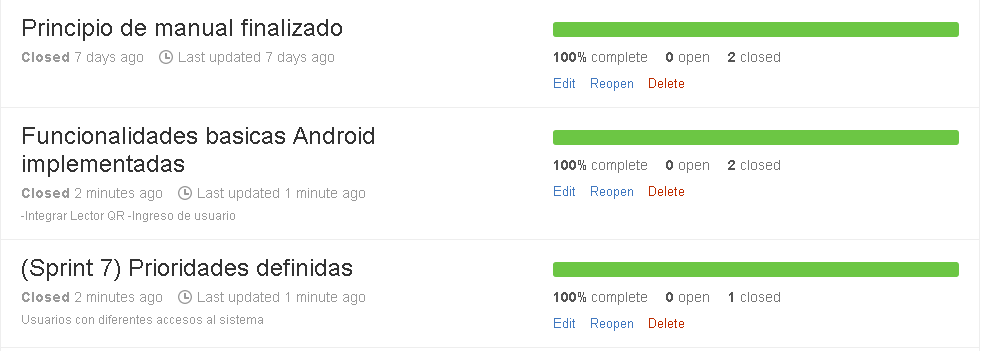 Principio de manual finalizado
Closed 7 days ago Last updated 7 days ago
100% complete 0 open 2 closed
Edit Reopen Delete
Funcionalidades basicas Android
implementadas
Closed 2 minutes ago Last updated 1 minute ago
-Integrar Lector QR -Ingreso de usuario
100% complete 0 open 2 closed
Edit Reopen Delete
(Sprint 7) Prioridades definidas
Closed 2 minutes ago Last updated 1 minute ago
Usuarios con diferentes accesos al sistema
100% complete 0 open 1 closed
Edit Reopen Delete